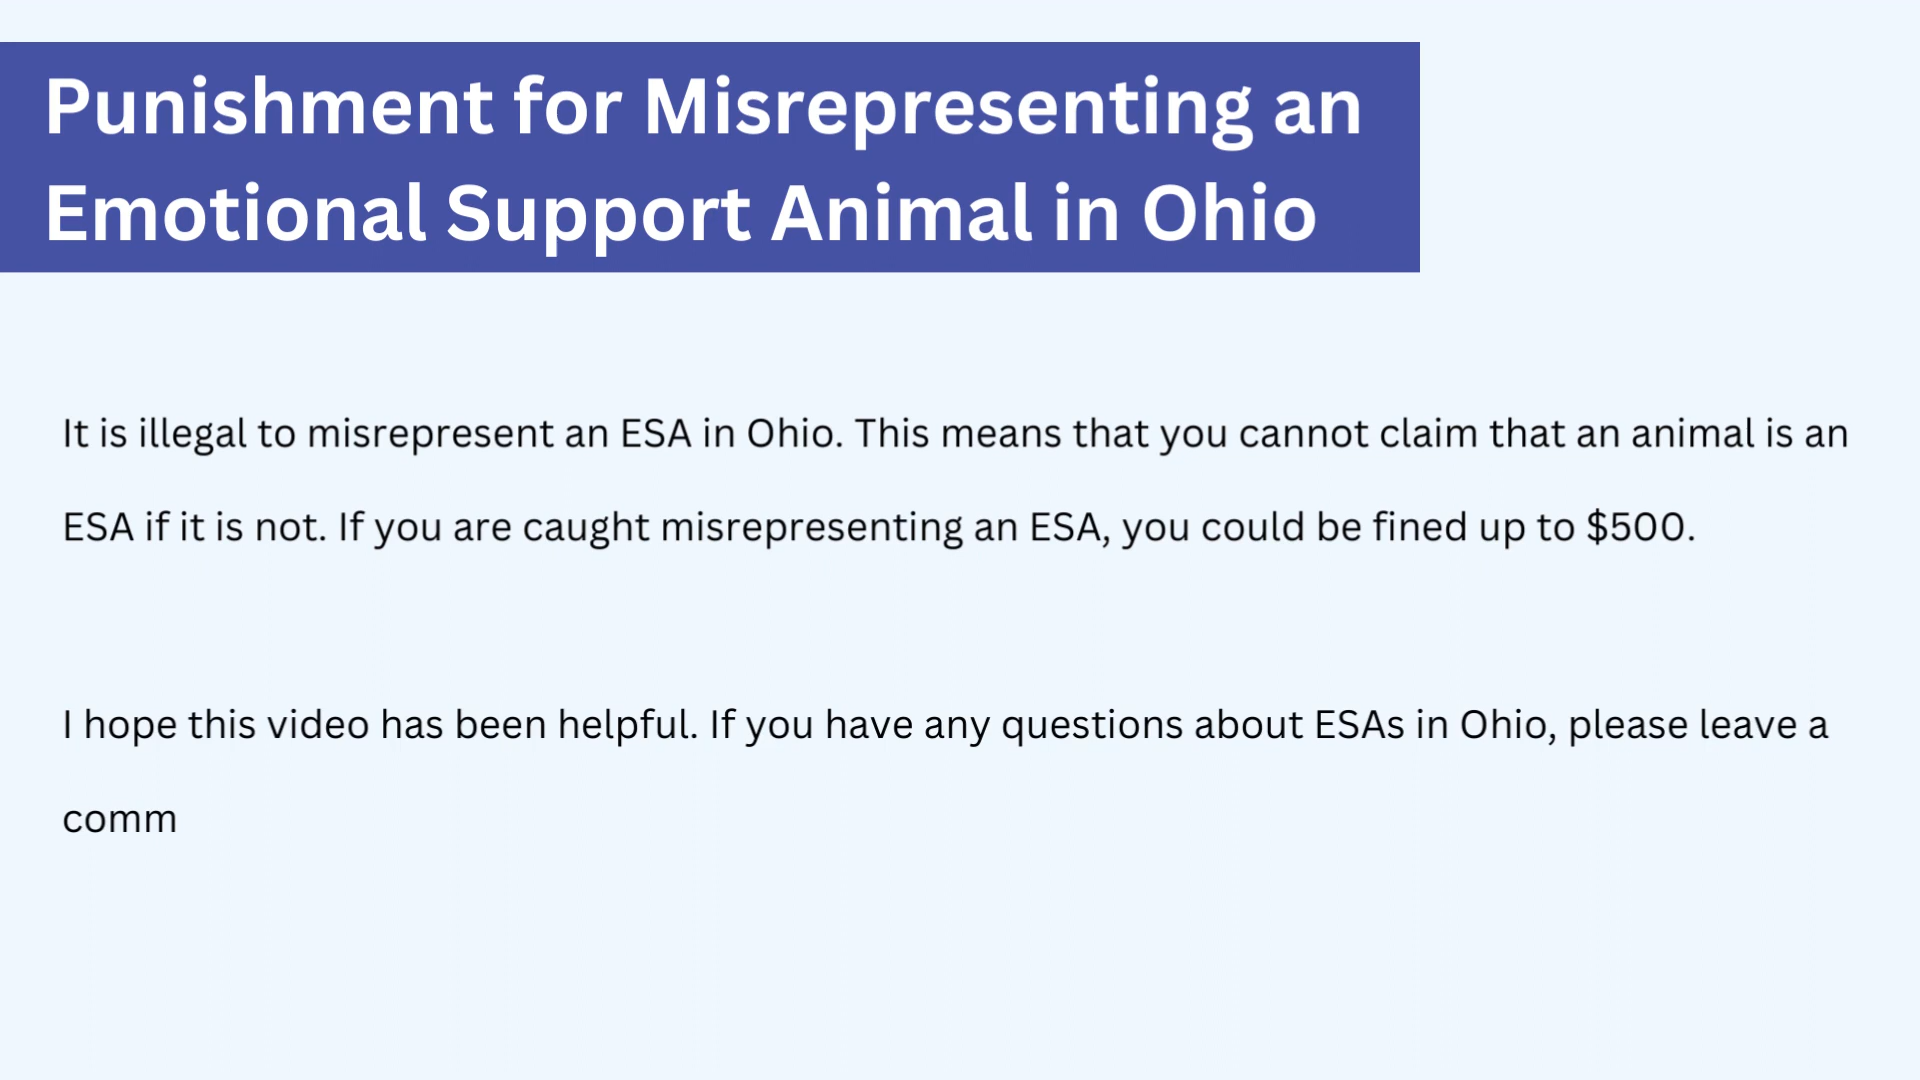 Punishment for Misrepresenting an
Emotional Support Animal in Ohio
It is illegal to misrepresent an ESA in Ohio. This means that you cannot claim that an animal is an
ESA if it is not. If you are caught misrepresenting an ESA, you could be fined up to $500.
I hope this video has been helpful. If you have any questions about ESAs in Ohio, please leave a
comm